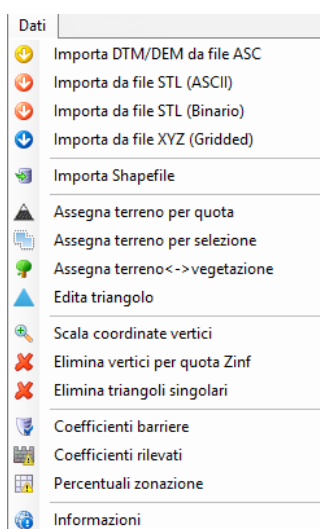 Dati
Importa DTM/DEM da file ASC
Importa da file STL (ASCII)
Importa da file STL (Binario)
Importa da file XYZ (Gridded)
Importa Shapefile
Assegna terreno per quota
Assegna terreno per selezione
Assegna terreno<->vegetazione
Edita triangolo
Scala coordinate vertici
Elimina vertici per quota Zinf
Elimina triangoli singolari
Coefficienti barriere
Coefficienti rilevati
Percentuali zonazione
Informazioni